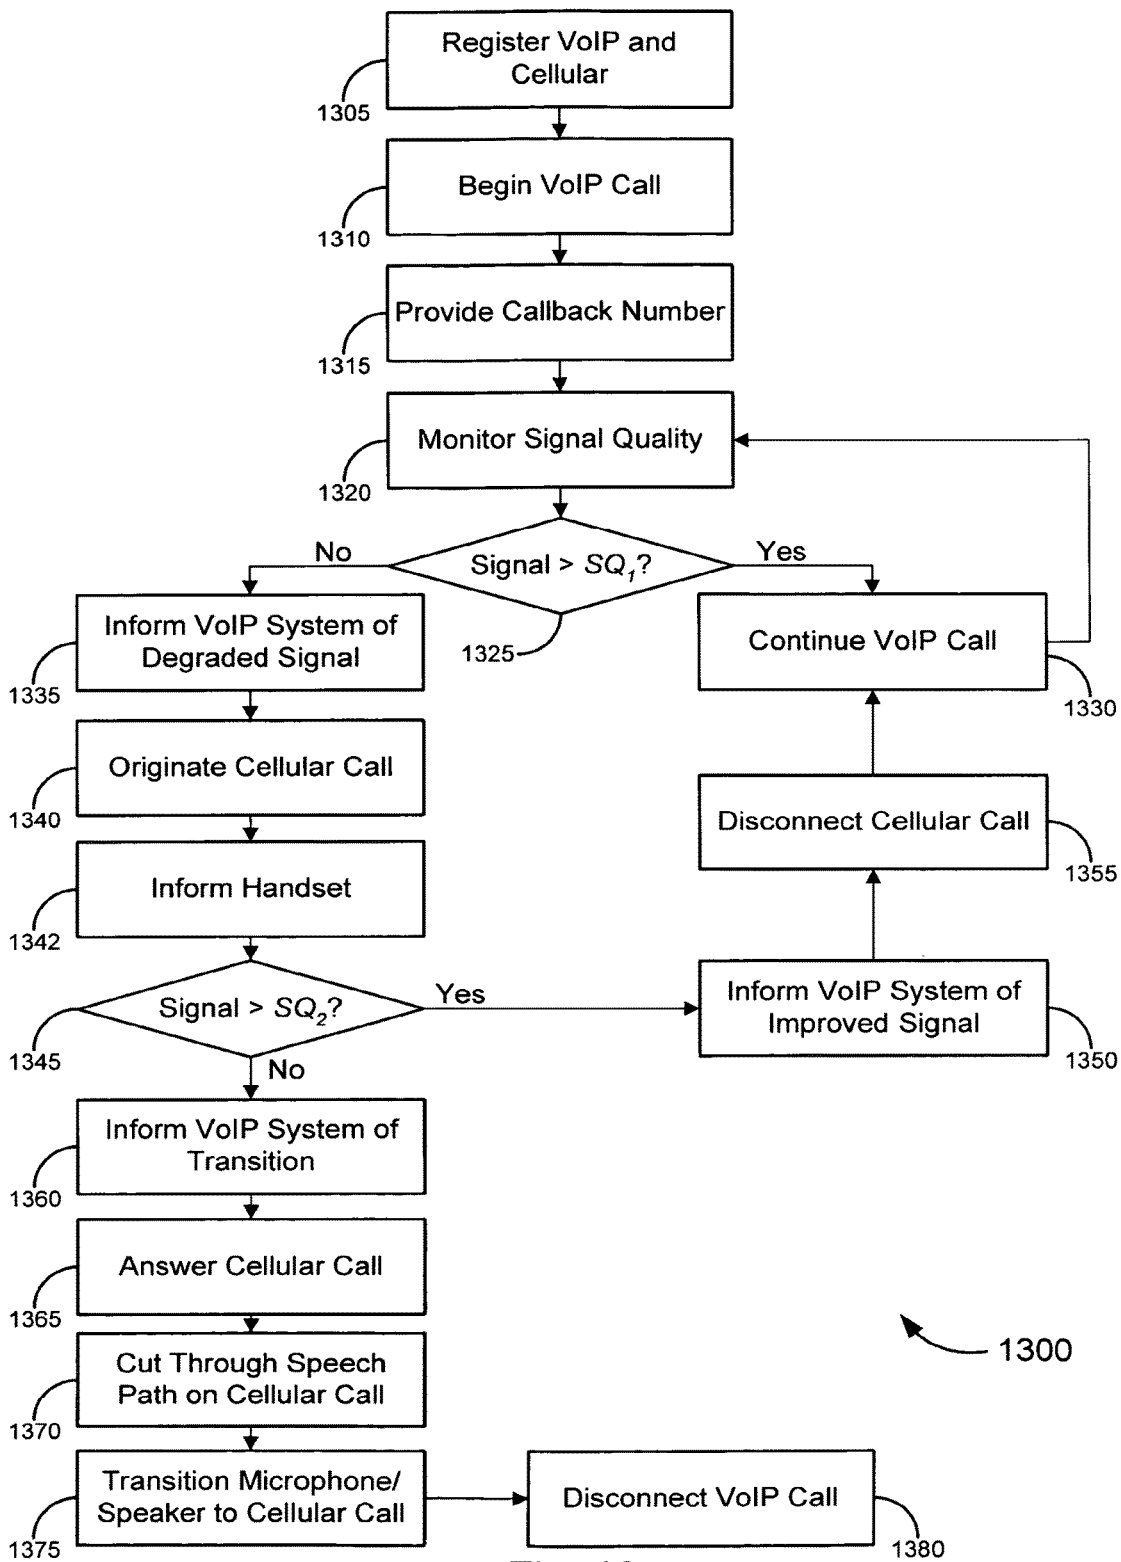 Register VoIP and
Cellular
1305
Begin VoIP Call
1310
Provide Callback Number
1315
Monitor Signal Quality
1320
No
Signal > SQ1?
Yes
1325
Inform VoIP System of
Degraded Signal
1335
Continue VoIP Call
1330
Originate Cellular Call
1340
Disconnect Cellular Call
1355
Inform Handset
1342
Signal > SQ2?
Yes
1345
No
Inform VoIP System of
Improved Signal
1350
Inform VoIP System of
Transition
1360
Answer Cellular Call
1365
Cut Through Speech
Path on Cellular Call
1370
1300
Transition Microphone/
Speaker to Cellular Call
1375
Disconnect VoIP Call
1380